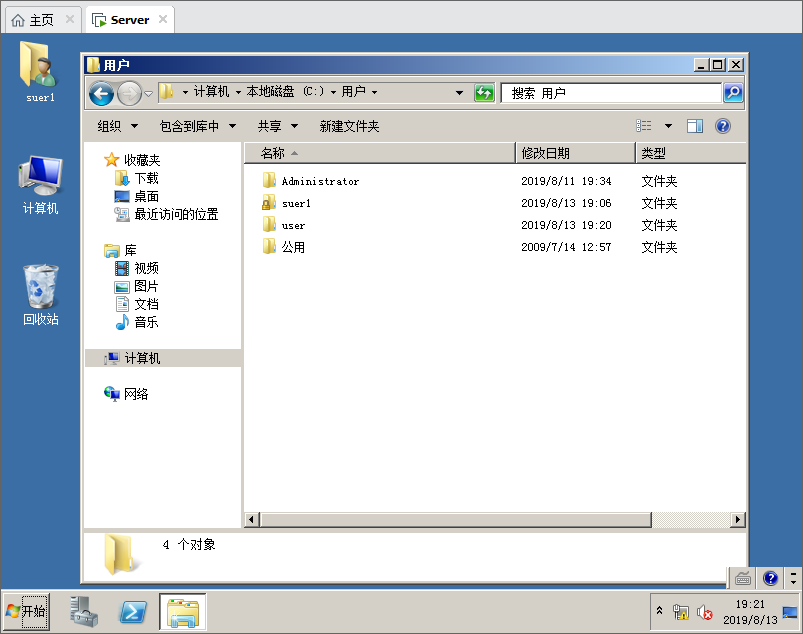 主页
Server
suer1
计算机
回收站
用户
计算机 本地磁盘 (C:) 用户
搜索 用户
组织 包含到库中 共享 新建文件夹
收藏夹
下载
桌面
最近访问的位置
库
视频
图片
文档
音乐
计算机
网络
名称 修改日期 类型
Administrator 2019/8/11 19:34 文件夹
suer1 2019/8/13 19:06 文件夹
user 2019/8/13 19:20 文件夹
公用 2009/7/14 12:57 文件夹
4 个对象
开始
19:21
2019/8/13